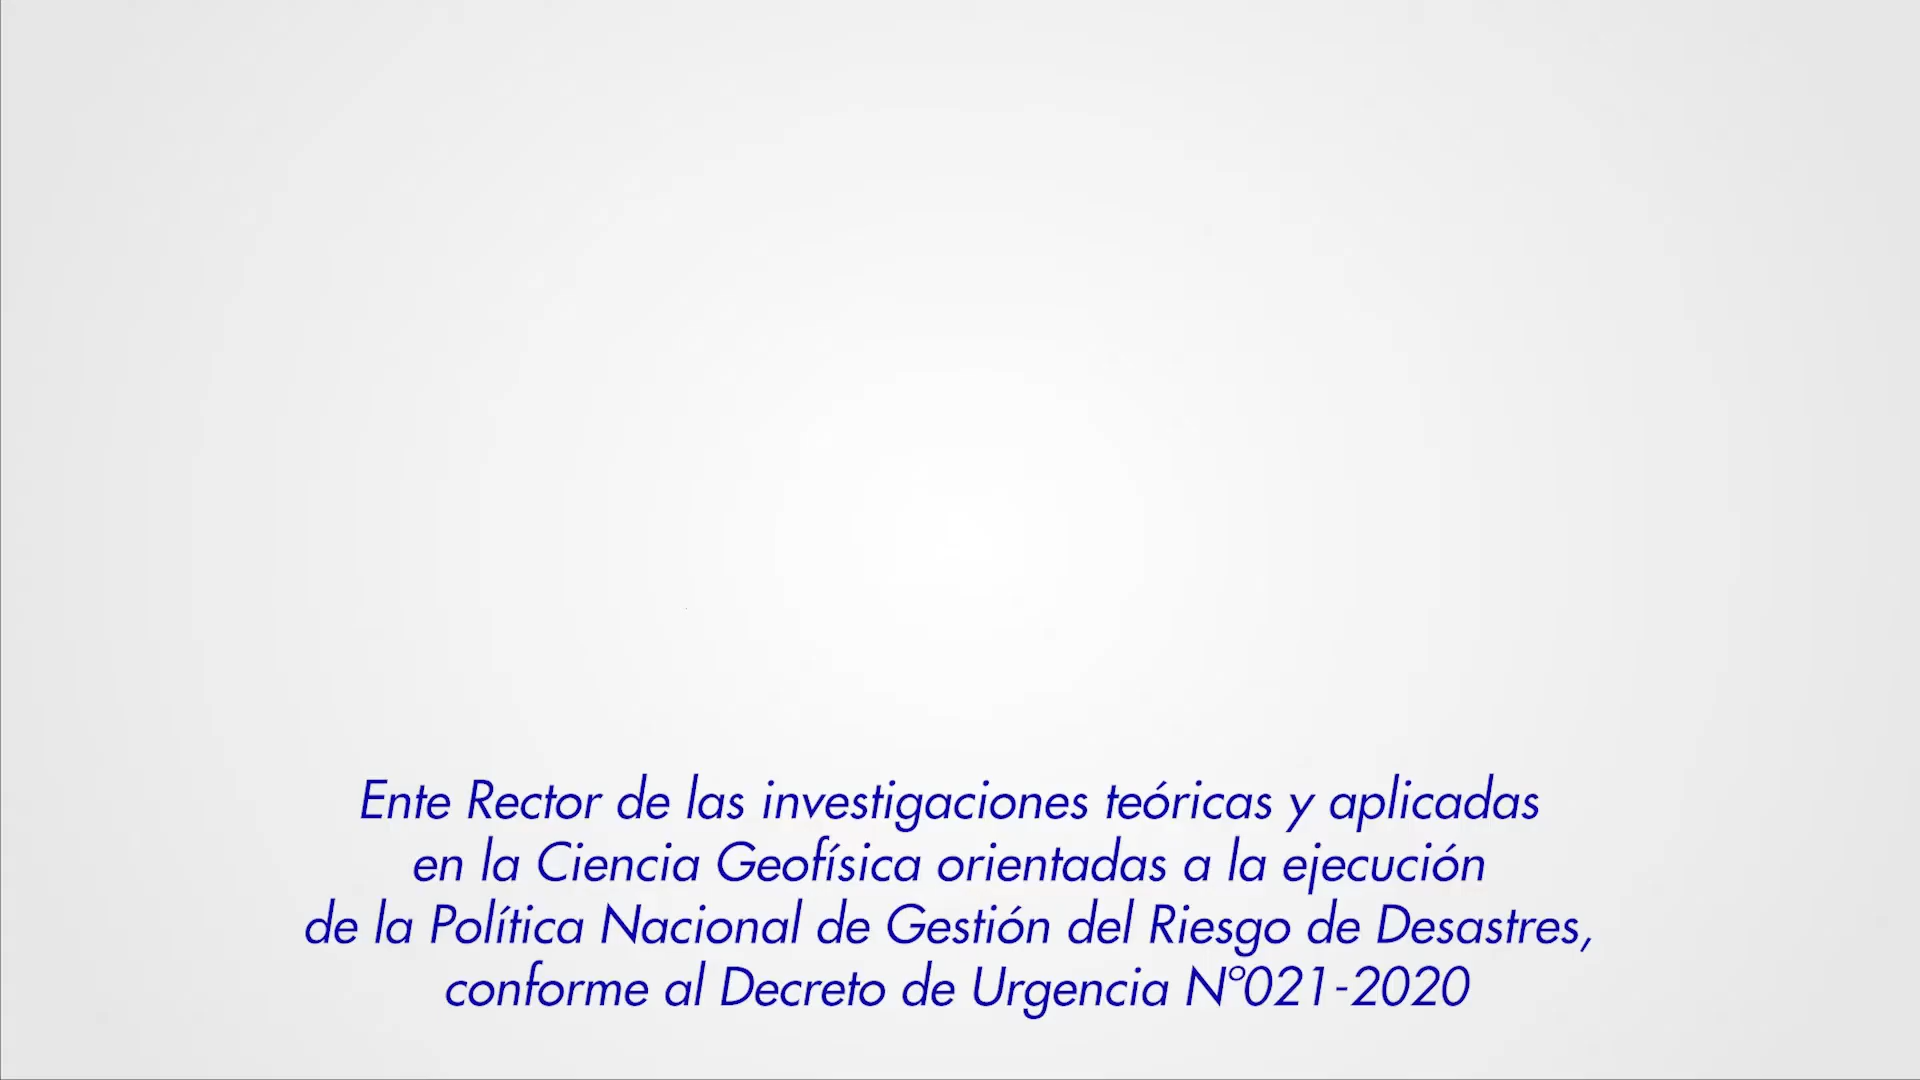 Ente Rector de las investigaciones teóricas y aplicadas
en la Ciencia Geofísica orientadas a la ejecución
de la Política Nacional de Gestión del Riesgo de Desastres,
conforme al Decreto de Urgencia Nº021-2020